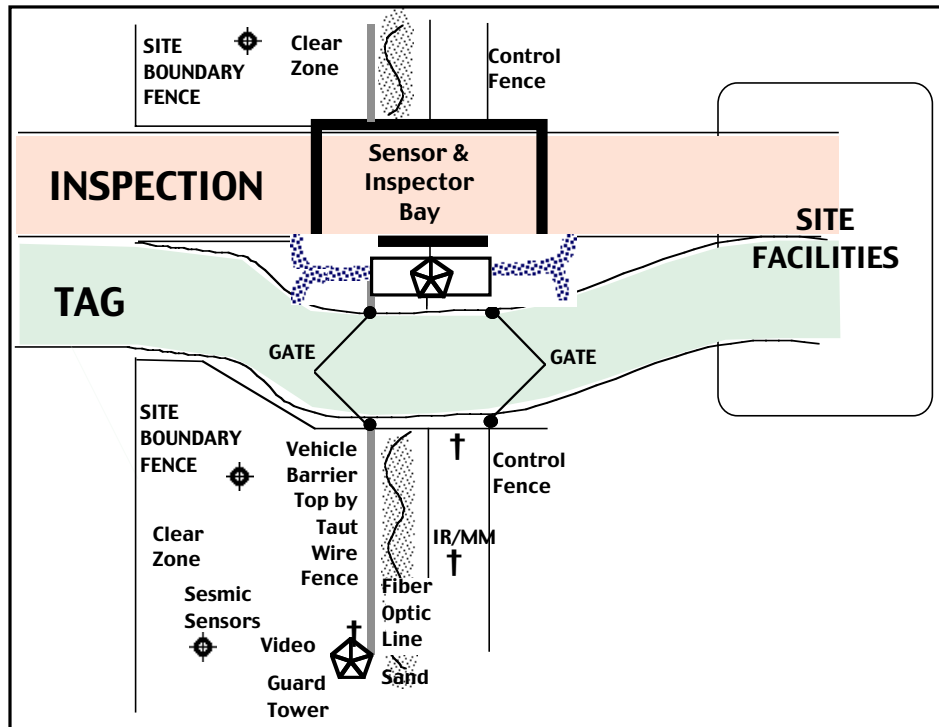 SITE
BOUNDARY
FENCE
Clear
Zone
Control
Fence
Sensor &
Inspector
Bay
INSPECTION
SITE
FACILITIES
TAG
GATE
GATE
SITE
BOUNDARY
FENCE
Vehicle
Barrier
Top by
Taut
Wire
Fence
Control
Fence
Clear
Zone
IR/MM
Sesmic
Sensors
Fiber
Optic
Line
Video
Sand
Guard
Tower